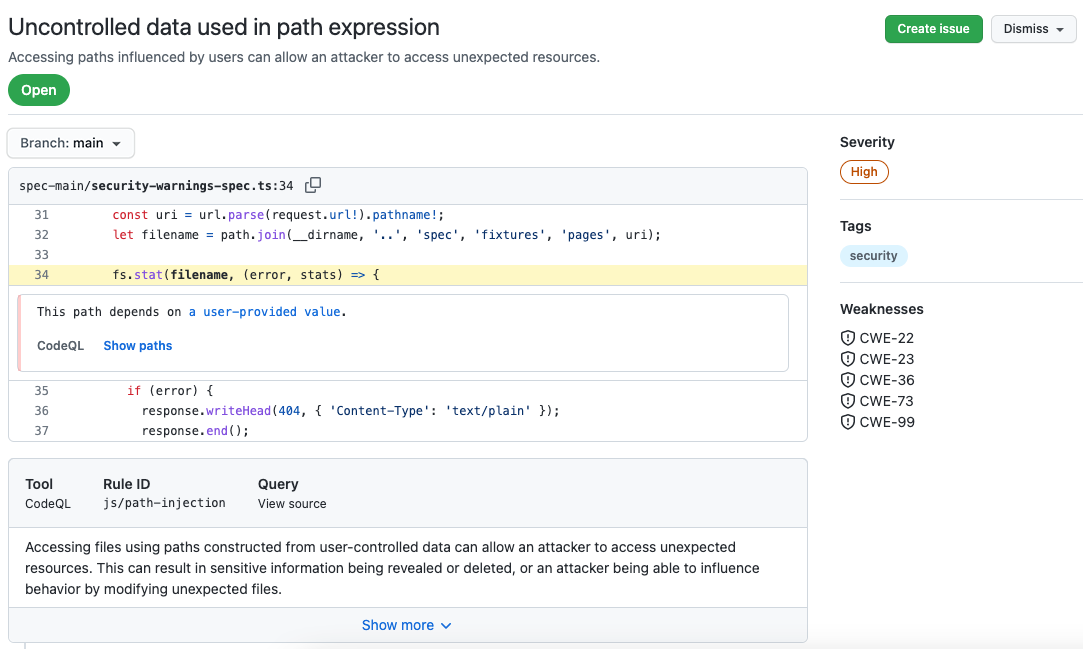 Uncontrolled data used in path expression
Create issue
Dismiss
Accessing paths influenced by users can allow an attacker to access unexpected resources.
Open
Branch: main
spec-main/security-warnings-spec.ts:34
31 const uri = url.parse(request.url!).pathname!;
32 let filename = path.join(__dirname, '..', 'spec', 'fixtures', 'pages', uri);
33
34 fs.stat(filename, (error, stats) => {
This path depends on a user-provided value.
CodeQL Show paths
35 if (error) {
36 response.writeHead(404, { 'Content-Type': 'text/plain' });
37 response.end();
Tool Rule ID Query
CodeQL js/path-injection View source
Accessing files using paths constructed from user-controlled data can allow an attacker to access unexpected
resources. This can result in sensitive information being revealed or deleted, or an attacker being able to influence
behavior by modifying unexpected files.
Show more
Severity
High
Tags
security
Weaknesses
CWE-22
CWE-23
CWE-36
CWE-73
CWE-99